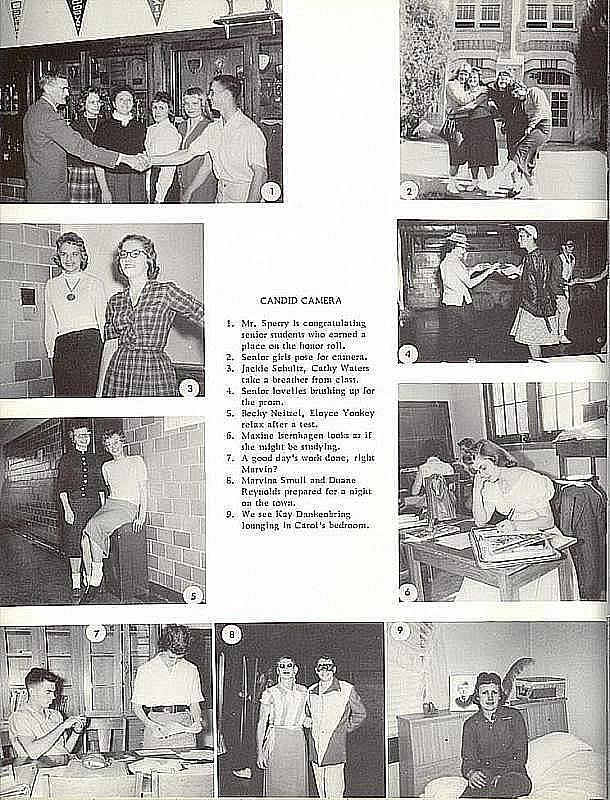 CANDID CAMERA
1. Mr. Sperry is congratulating
senior students who earned a
place on the honor roll.
2. Senior girls pose for camera.
3. Jackie Schultz, Cathy Waters
take a breather from class.
4. Senior lovelies brushing up for
the prom.
5. Becky Neitzel, Eloyce Yonkey
relax after a test.
6. Maxine Isernhagen looks as if
she might be studying.
7. A good day's work done, right
Marvin?
8. Marvina Smull and Duane
Reynolds prepared for a night
on the town.
9. We see Kay Dankenbring
lounging in Carol's bedroom.
1
2
3
4
5
6
7
8
9